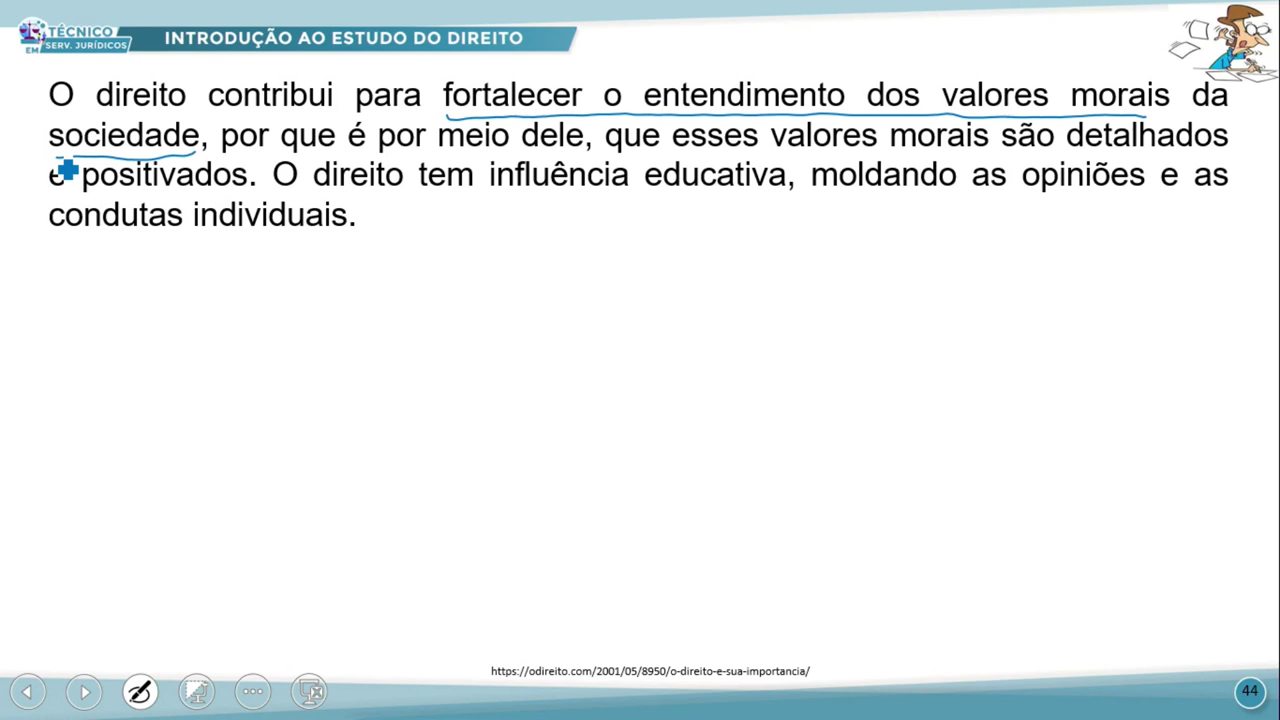 TÉCNICO
EM SERV. JURÍDICOS
INTRODUÇÃO AO ESTUDO DO DIREITO
O direito contribui para fortalecer o entendimento dos valores morais da
sociedade, por que é por meio dele, que esses valores morais são detalhados
e positivados. O direito tem influência educativa, moldando as opiniões e as
condutas individuais.
https://odireito.com/2001/05/8950/o-direito-e-sua-importancia/
44